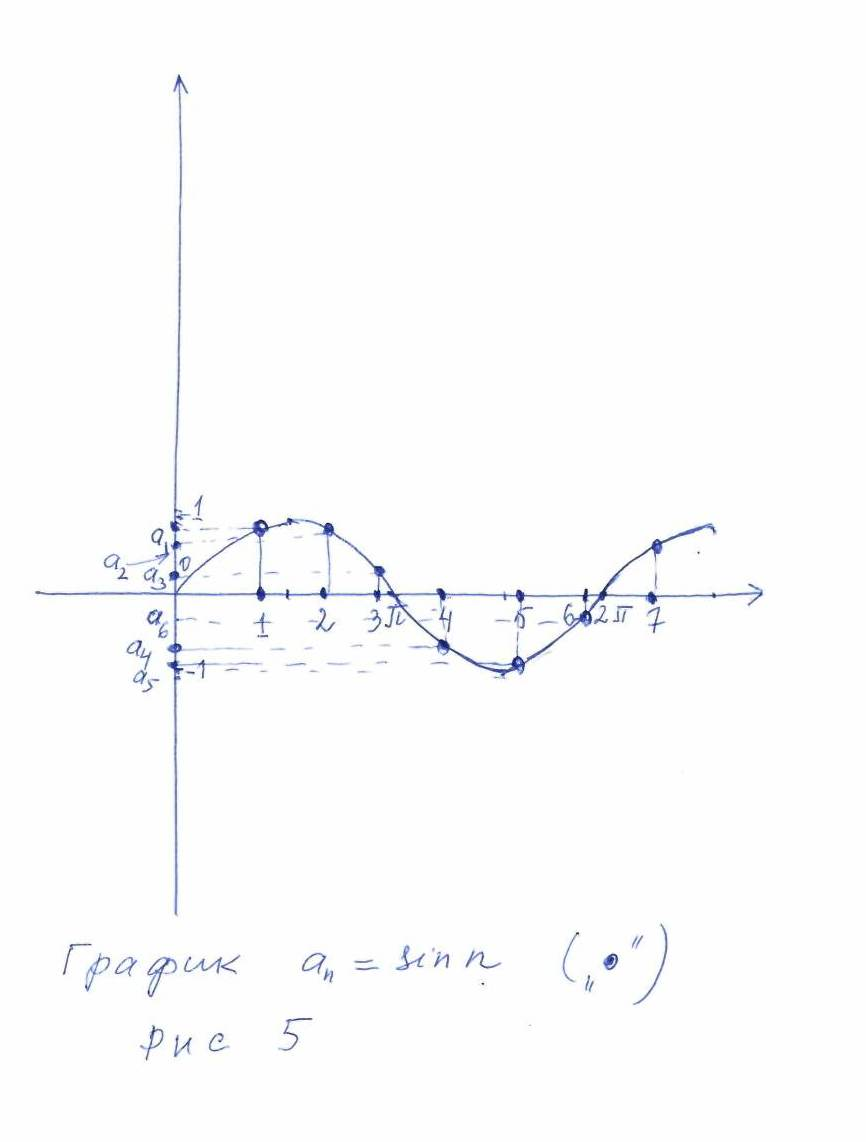 1
a₁
a₂ a₃ 0
1 2 3 π 4 5 6 2π 7
a₆
a₄
a₅ -1
График aₙ = sin n („•")
рис 5